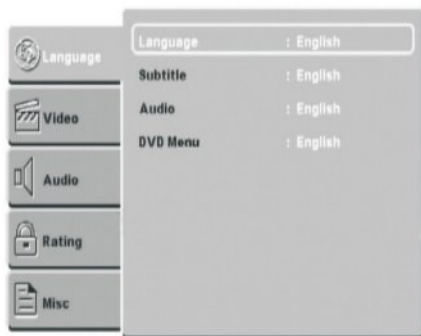 Language
Video
Audio
Rating
Misc
Language : English
Subtitle : English
Audio : English
DVD Menu : English